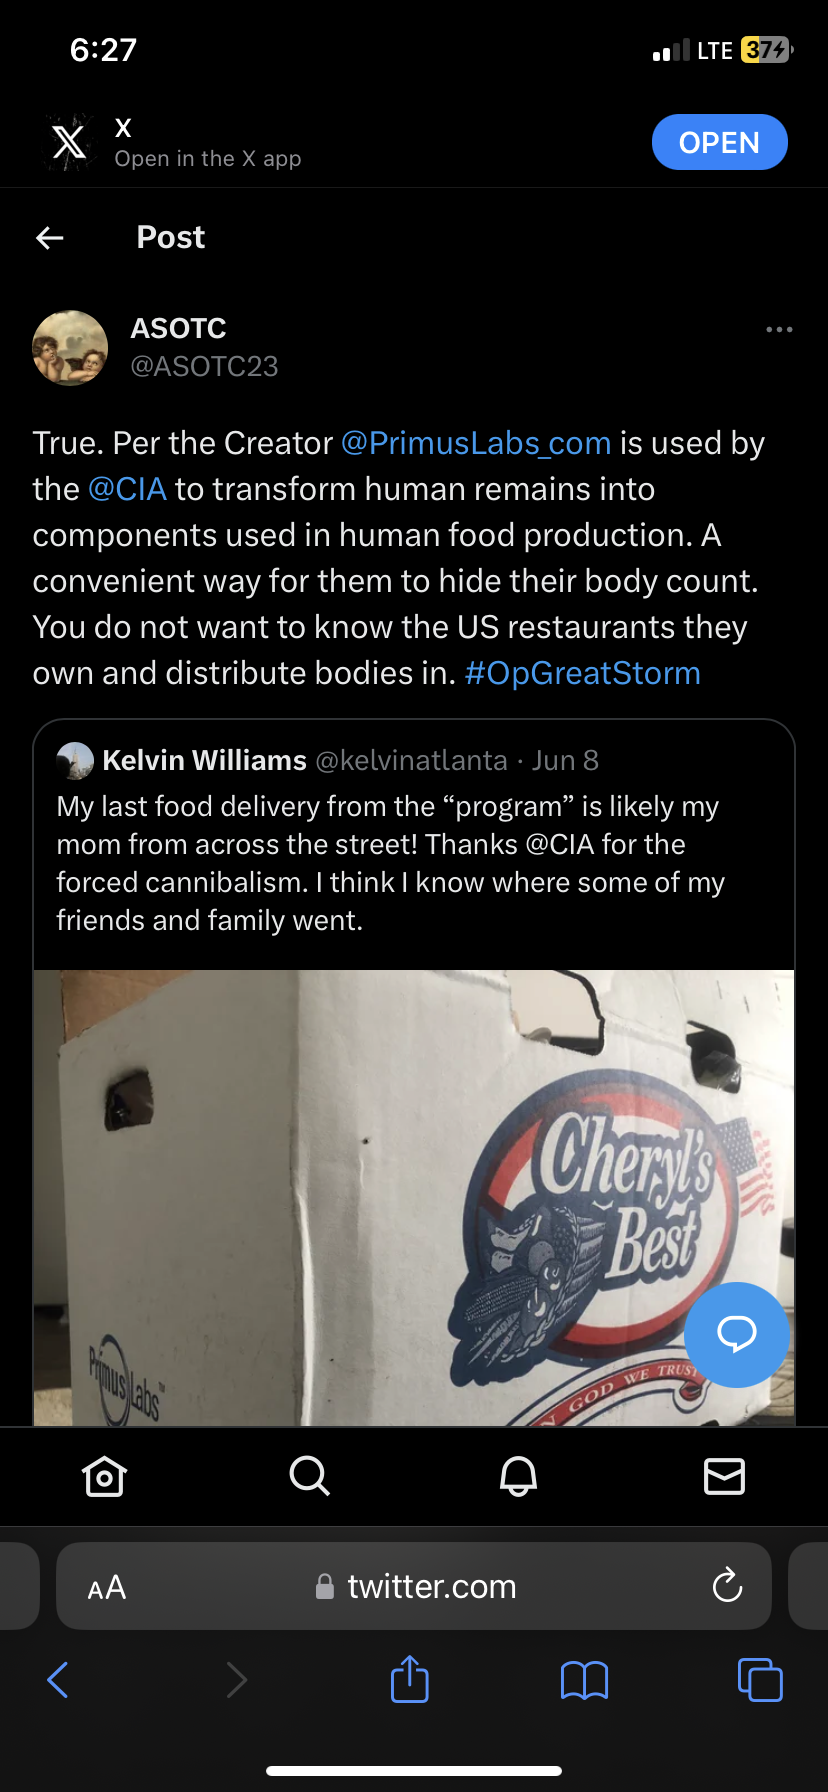 6:27
LTE 37
X
Open in the X app
OPEN
Post
ASOTC
@ASOTC23
True. Per the Creator @PrimusLabs_com is used by
the @CIA to transform human remains into
components used in human food production. A
convenient way for them to hide their body count.
You do not want to know the US restaurants they
own and distribute bodies in. #OpGreatStorm
Kelvin Williams @kelvinatlanta · Jun 8
My last food delivery from the “program” is likely my
mom from across the street! Thanks @CIA for the
forced cannibalism. I think I know where some of my
friends and family went.
Cheryl's
Best
PrimusLabs™
IN GOD WE TRUST
AA
twitter.com